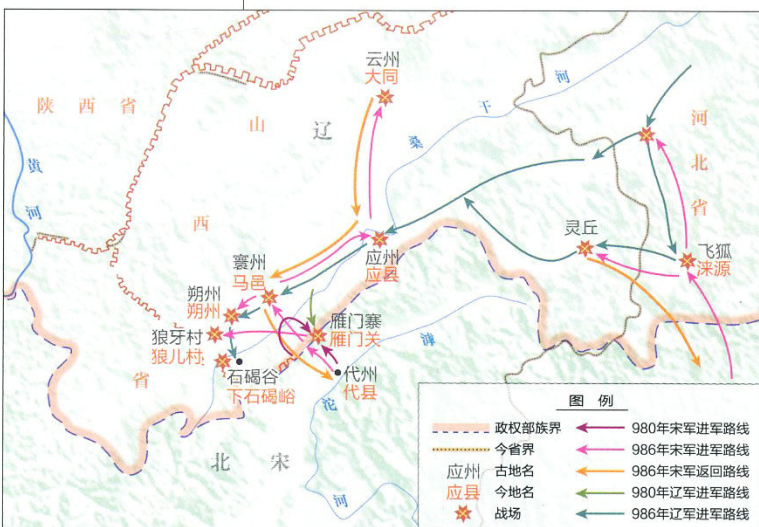 云州
大同
陕西省
山
辽
干
河
桑
河
北
省
黄
河
西
灵丘
飞狐
涞源
应州
应县
寰州
马邑
朔州
朔州
雁门寨
雁门关
狼牙村
狼儿村
石碣谷
下石碣峪
代州
代县
滹
沱
河
省
北宋
图 例
政权部族界
今省界
应州 古地名
应县 今地名
战场
980年宋军进军路线
986年宋军进军路线
986年宋军返回路线
980年辽军进军路线
986年辽军进军路线